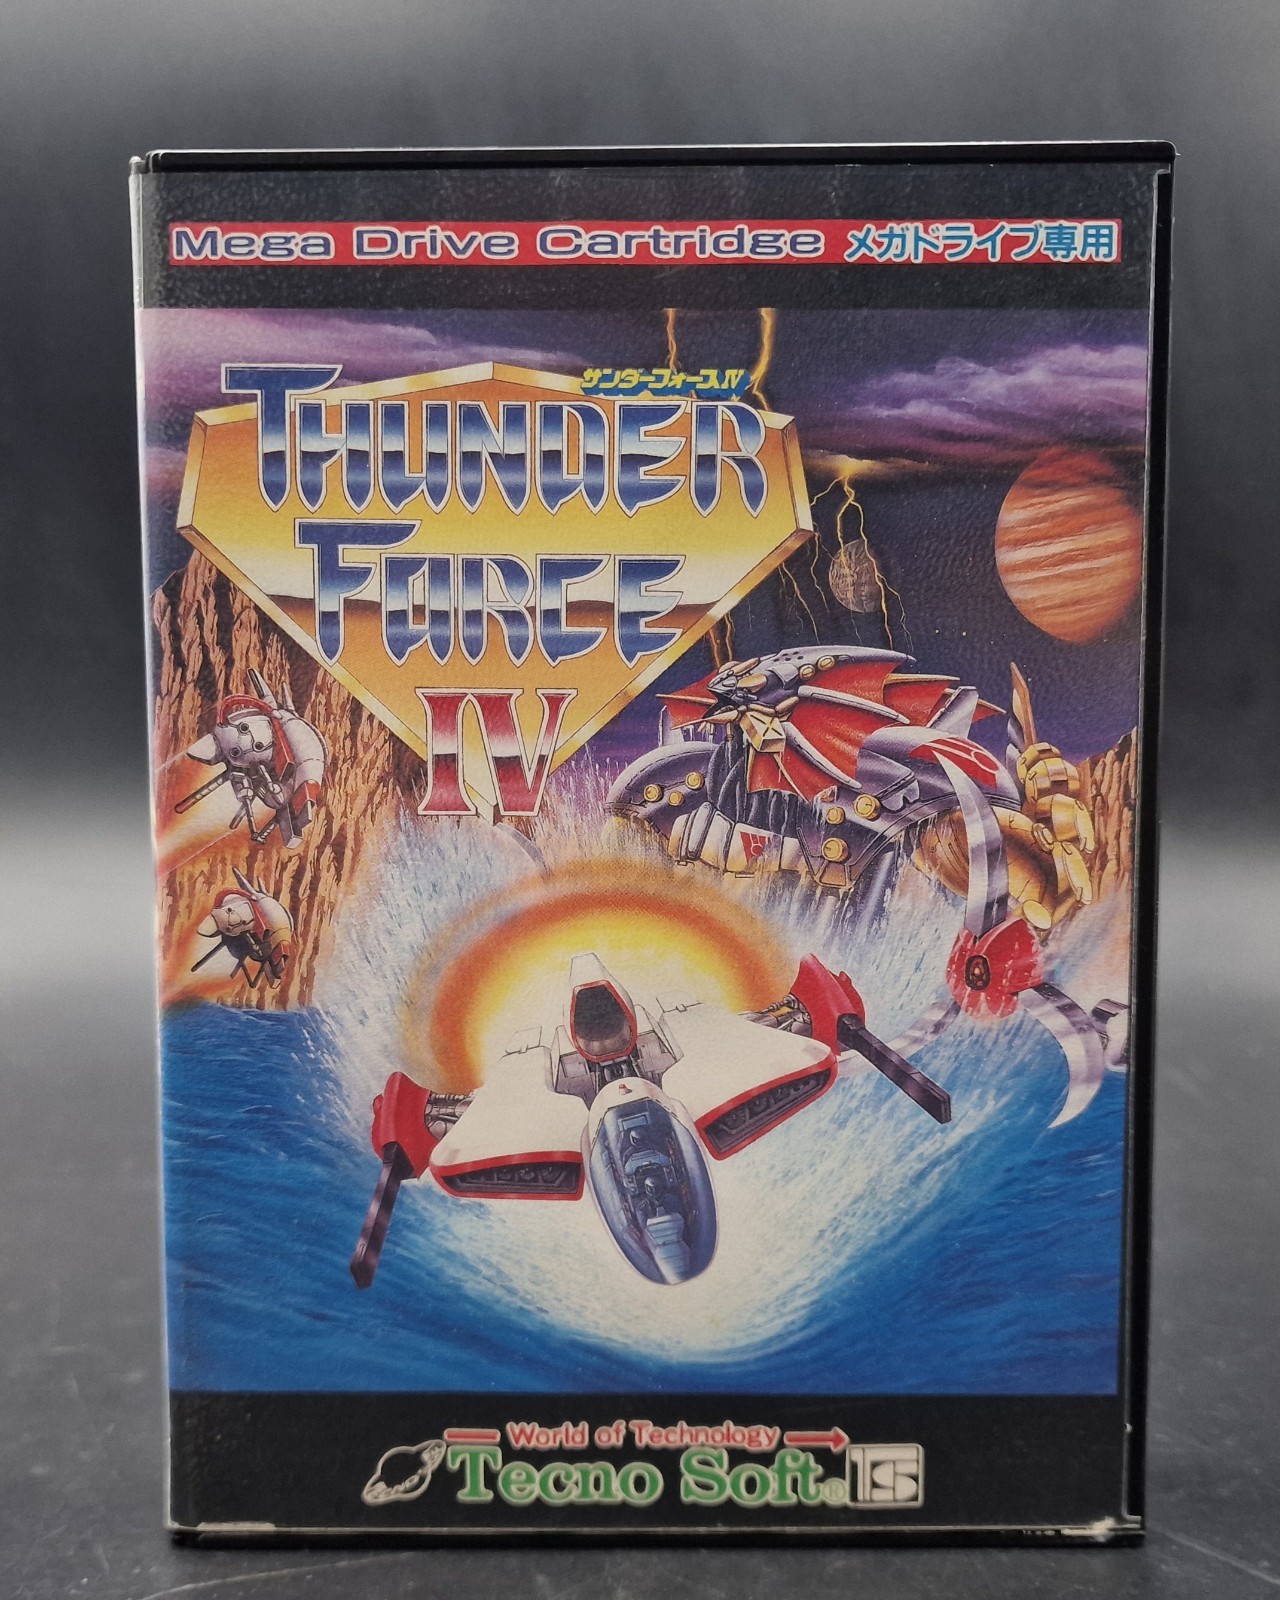 Mega Drive Cartridge メガドライブ専用
サンダーフォースIV
THUNDER
FORCE
IV
World of Technology
Tecno Soft®